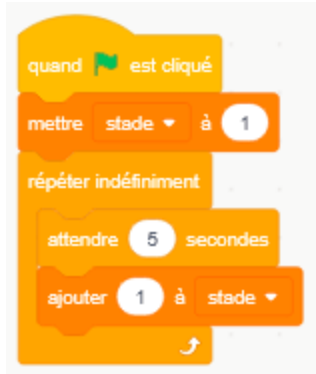 quand est cliqué
mettre stade à 1
répéter indéfiniment
attendre 5 secondes
ajouter 1 à stade